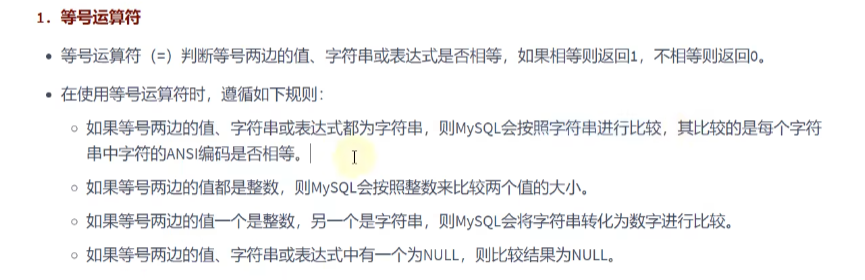 1. 等号运算符
• 等号运算符（=）判断等号两边的值、字符串或表达式是否相等，如果相等则返回1，不相等则返回0。
• 在使用等号运算符时，遵循如下规则：
◦ 如果等号两边的值、字符串或表达式都为字符串，则MySQL会按照字符串进行比较，其比较的是每个字符
串中字符的ANSI编码是否相等。
◦ 如果等号两边的值都是整数，则MySQL会按照整数来比较两个值的大小。
◦ 如果等号两边的值一个是整数，另一个是字符串，则MySQL会将字符串转化为数字进行比较。
◦ 如果等号两边的值、字符串或表达式中有一个为NULL，则比较结果为NULL。